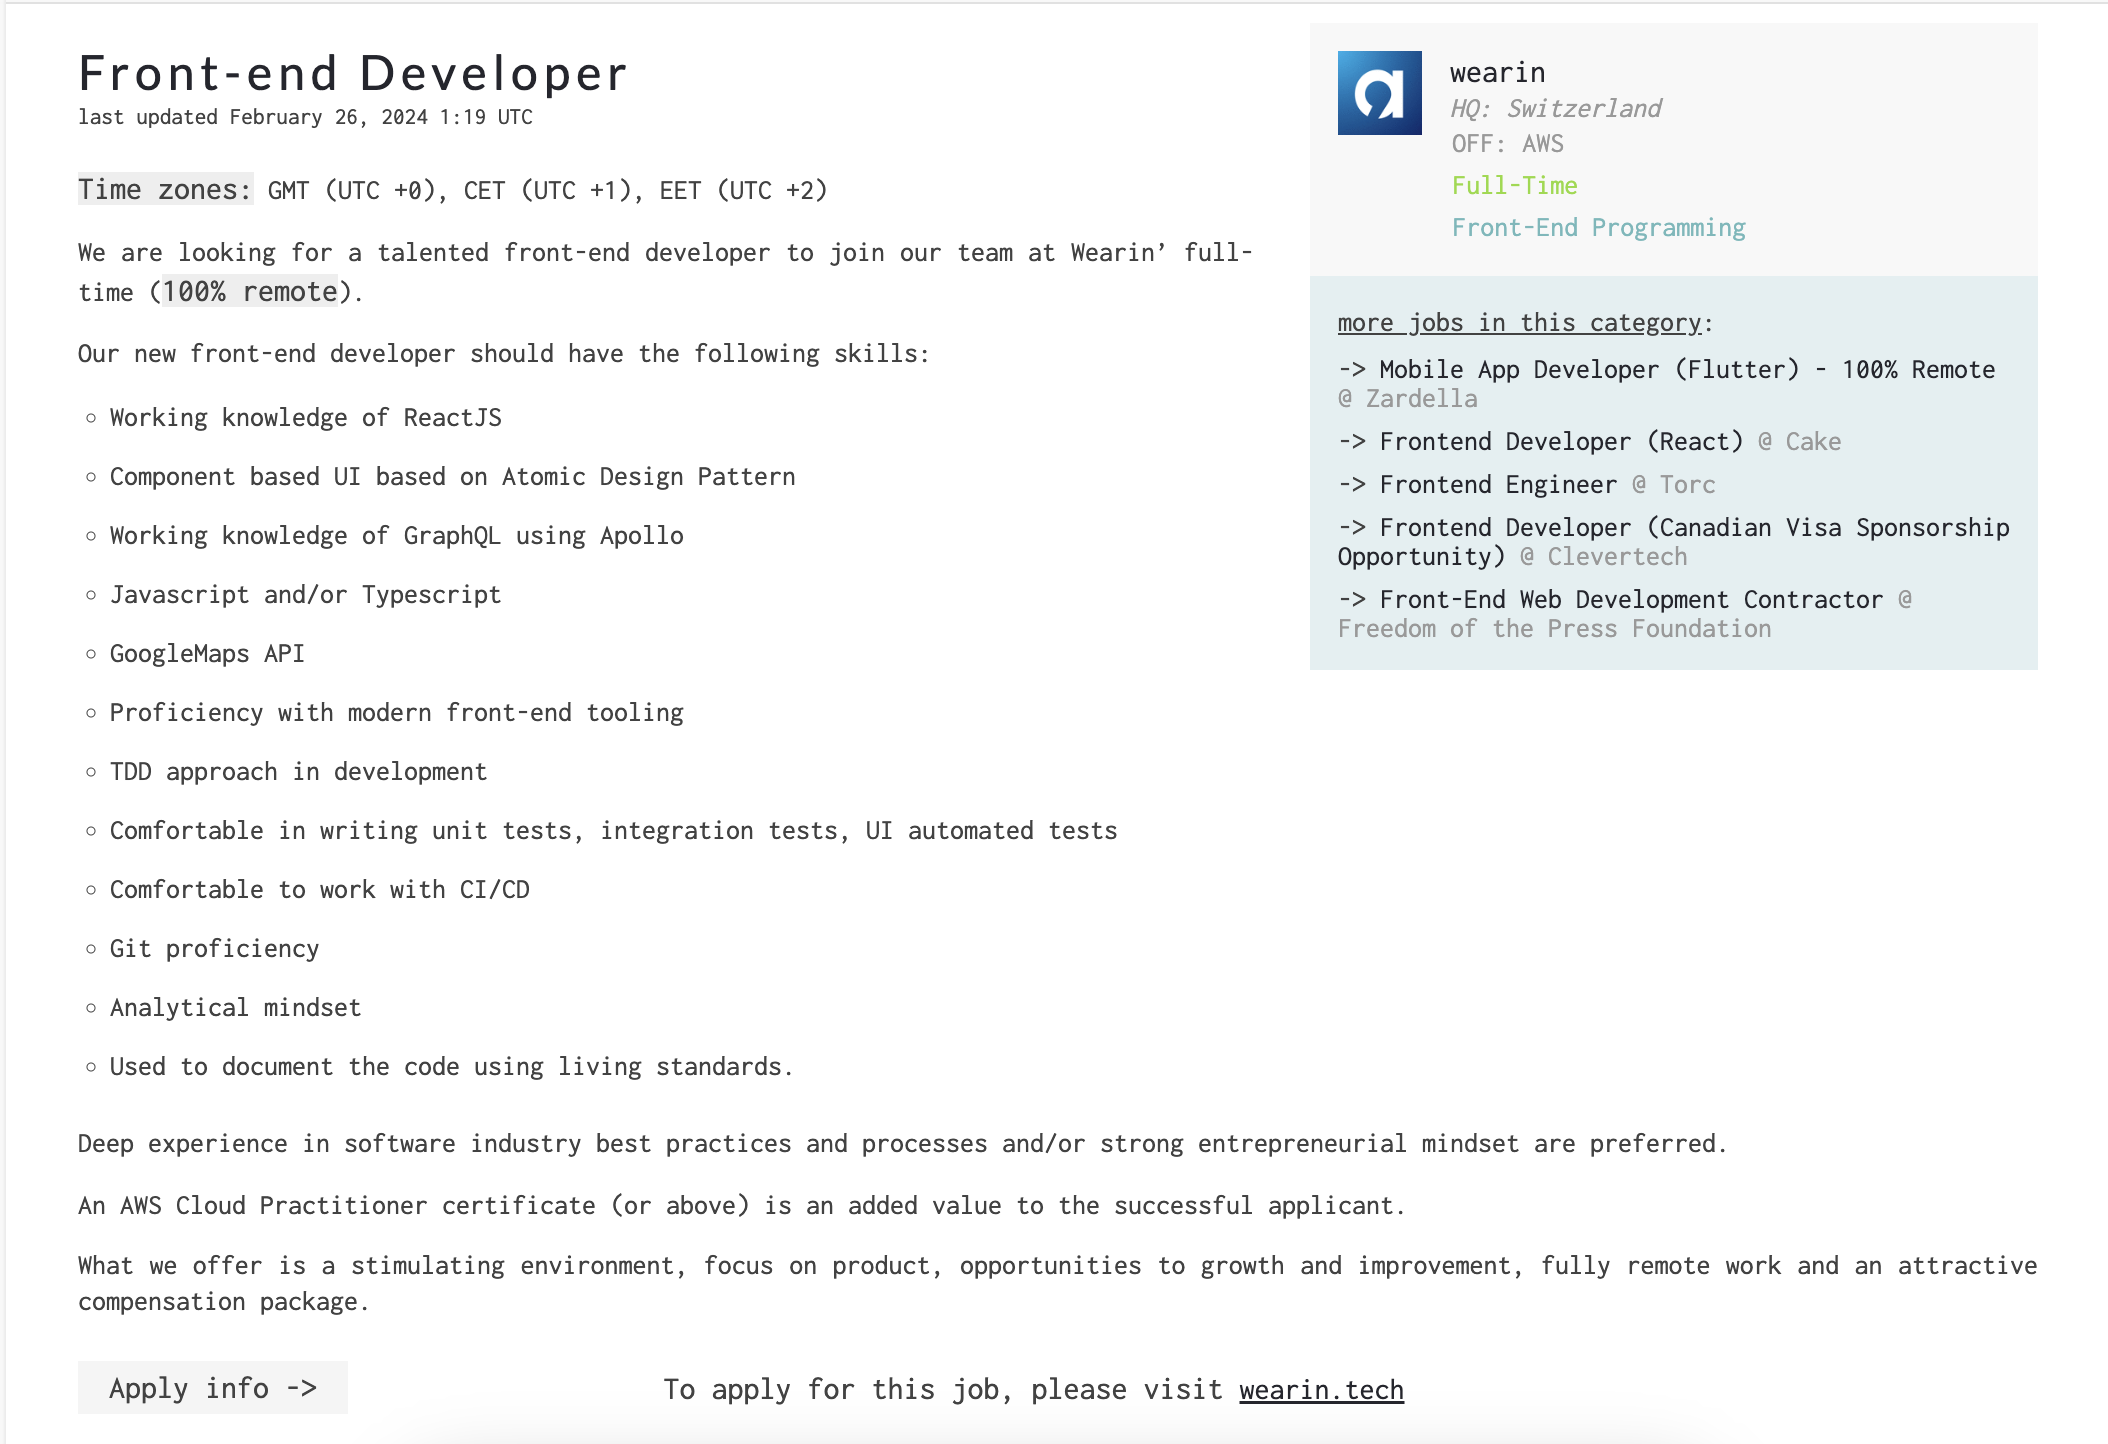 Front-end Developer
last updated February 26, 2024 1:19 UTC
Time zones: GMT (UTC +0), CET (UTC +1), EET (UTC +2)
We are looking for a talented front-end developer to join our team at Wearin’ full-
time (100% remote).
Our new front-end developer should have the following skills:
◦ Working knowledge of ReactJS
◦ Component based UI based on Atomic Design Pattern
◦ Working knowledge of GraphQL using Apollo
◦ Javascript and/or Typescript
◦ GoogleMaps API
◦ Proficiency with modern front-end tooling
◦ TDD approach in development
◦ Comfortable in writing unit tests, integration tests, UI automated tests
◦ Comfortable to work with CI/CD
◦ Git proficiency
◦ Analytical mindset
◦ Used to document the code using living standards.
Deep experience in software industry best practices and processes and/or strong entrepreneurial mindset are preferred.
An AWS Cloud Practitioner certificate (or above) is an added value to the successful applicant.
What we offer is a stimulating environment, focus on product, opportunities to growth and improvement, fully remote work and an attractive
compensation package.
Apply info ->
To apply for this job, please visit wearin.tech
a
wearin
HQ: Switzerland
OFF: AWS
Full-Time
Front-End Programming
more jobs in this category:
-> Mobile App Developer (Flutter) - 100% Remote
@ Zardella
-> Frontend Developer (React) @ Cake
-> Frontend Engineer @ Torc
-> Frontend Developer (Canadian Visa Sponsorship
Opportunity) @ Clevertech
-> Front-End Web Development Contractor @
Freedom of the Press Foundation